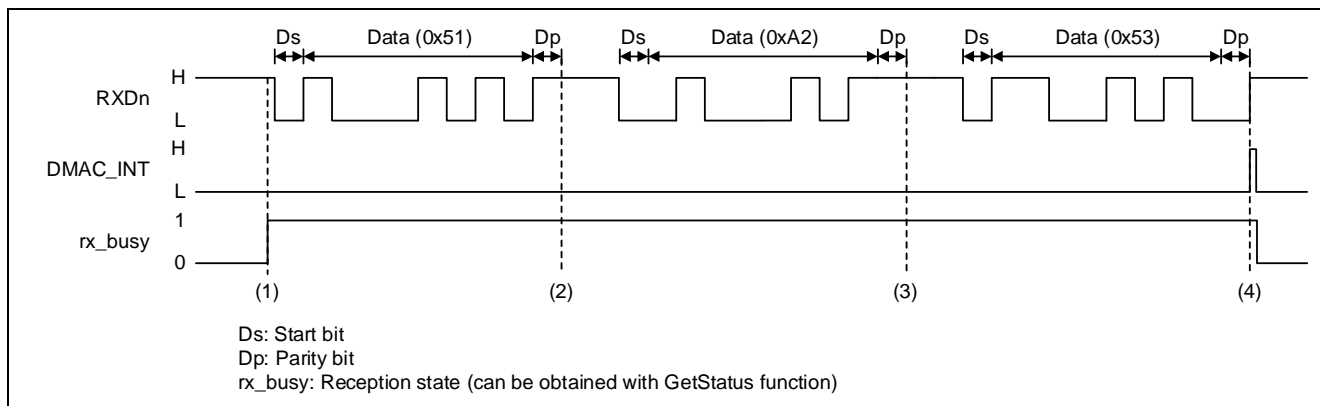 Ds Data (0x51) Dp Ds Data (0xA2) Dp Ds Data (0x53) Dp
H
RXDn
L
H
DMAC_INT
L
1
rx_busy
0
(1) (2) (3) (4)
Ds: Start bit
Dp: Parity bit
rx_busy: Reception state (can be obtained with GetStatus function)